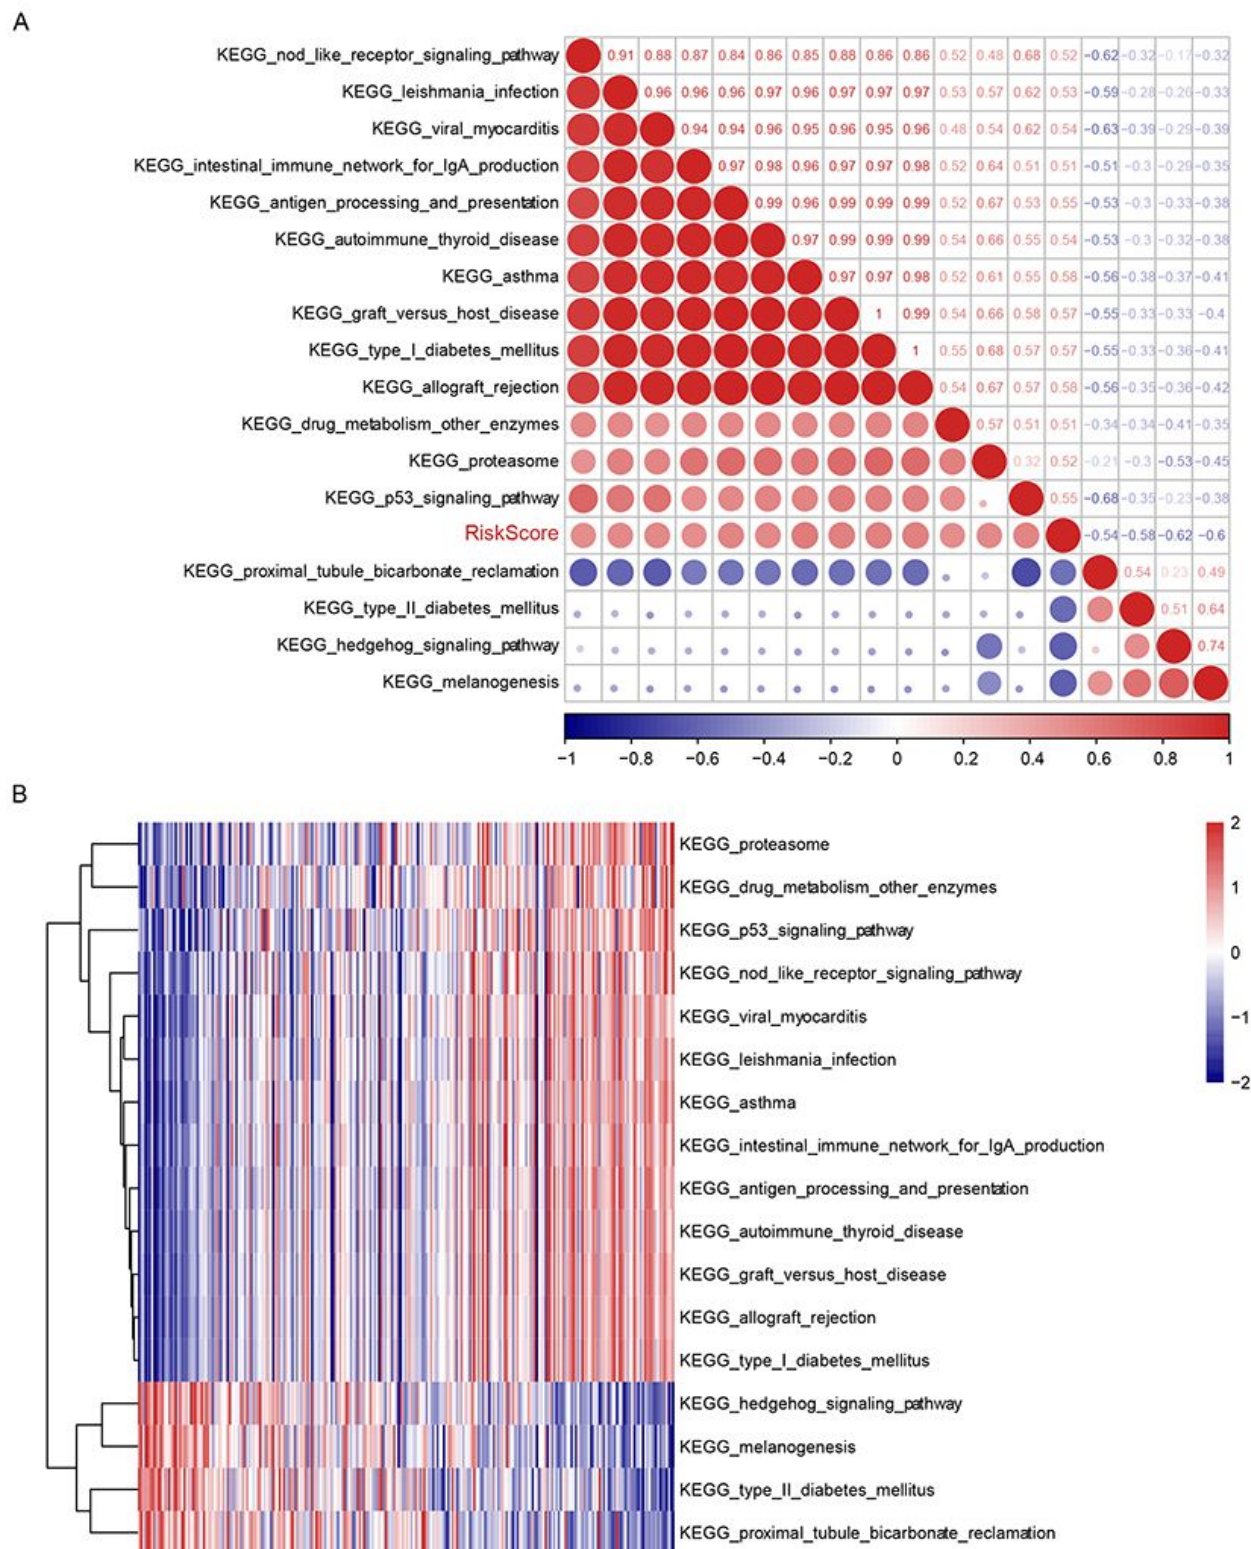 A
KEGG_nod_like_receptor_signaling_pathway 0.91 0.88 0.87 0.84 0.86 0.85 0.88 0.86 0.86 0.52 0.48 0.68 0.52 −0.62 −0.32 −0.17 −0.32
KEGG_leishmania_infection 0.96 0.96 0.96 0.97 0.96 0.97 0.97 0.97 0.53 0.57 0.62 0.53 −0.59 −0.28 −0.26 −0.33
KEGG_viral_myocarditis 0.94 0.94 0.96 0.95 0.96 0.95 0.96 0.48 0.54 0.62 0.54 −0.63 −0.39 −0.29 −0.39
KEGG_intestinal_immune_network_for_IgA_production 0.97 0.98 0.96 0.97 0.97 0.98 0.52 0.64 0.51 0.51 −0.51 −0.3 −0.29 −0.35
KEGG_antigen_processing_and_presentation 0.99 0.96 0.99 0.99 0.99 0.52 0.67 0.53 0.55 −0.53 −0.3 −0.33 −0.38
KEGG_autoimmune_thyroid_disease 0.97 0.99 0.99 0.99 0.54 0.66 0.55 0.54 −0.53 −0.3 −0.32 −0.38
KEGG_asthma 0.97 0.97 0.98 0.52 0.61 0.55 0.58 −0.56 −0.38 −0.37 −0.41
KEGG_graft_versus_host_disease 1 0.99 0.54 0.66 0.58 0.57 −0.55 −0.33 −0.33 −0.4
KEGG_type_I_diabetes_mellitus 1 0.55 0.68 0.57 0.57 −0.55 −0.33 −0.36 −0.41
KEGG_allograft_rejection 0.54 0.67 0.57 0.58 −0.56 −0.35 −0.36 −0.42
KEGG_drug_metabolism_other_enzymes 0.57 0.51 0.51 −0.34 −0.34 −0.41 −0.35
KEGG_proteasome 0.32 0.52 −0.21 −0.3 −0.53 −0.45
KEGG_p53_signaling_pathway 0.55 −0.68 −0.35 −0.23 −0.38
RiskScore −0.54 −0.58 −0.62 −0.6
KEGG_proximal_tubule_bicarbonate_reclamation 0.54 0.23 0.49
KEGG_type_II_diabetes_mellitus 0.51 0.64
KEGG_hedgehog_signaling_pathway 0.74
KEGG_melanogenesis
−1 −0.8 −0.6 −0.4 −0.2 0 0.2 0.4 0.6 0.8 1
B
KEGG_proteasome
KEGG_drug_metabolism_other_enzymes
KEGG_p53_signaling_pathway
KEGG_nod_like_receptor_signaling_pathway
KEGG_viral_myocarditis
KEGG_leishmania_infection
KEGG_asthma
KEGG_intestinal_immune_network_for_IgA_production
KEGG_antigen_processing_and_presentation
KEGG_autoimmune_thyroid_disease
KEGG_graft_versus_host_disease
KEGG_allograft_rejection
KEGG_type_I_diabetes_mellitus
KEGG_hedgehog_signaling_pathway
KEGG_melanogenesis
KEGG_type_II_diabetes_mellitus
KEGG_proximal_tubule_bicarbonate_reclamation
2
1
0
−1
−2